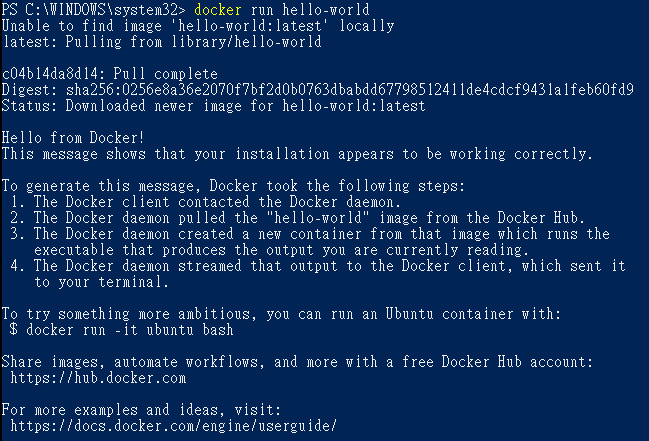 PS C:\WINDOWS\system32> docker run hello-world
Unable to find image 'hello-world:latest' locally
latest: Pulling from library/hello-world
c04b14da8d14: Pull complete
Digest: sha256:0256e8a36e2070f7bf2d0b0763dbabdd67798512411de4cdcf9431a1feb60fd9
Status: Downloaded newer image for hello-world:latest
Hello from Docker!
This message shows that your installation appears to be working correctly.
To generate this message, Docker took the following steps:
1. The Docker client contacted the Docker daemon.
2. The Docker daemon pulled the "hello-world" image from the Docker Hub.
3. The Docker daemon created a new container from that image which runs the
executable that produces the output you are currently reading.
4. The Docker daemon streamed that output to the Docker client, which sent it
to your terminal.
To try something more ambitious, you can run an Ubuntu container with:
$ docker run -it ubuntu bash
Share images, automate workflows, and more with a free Docker Hub account:
https://hub.docker.com
For more examples and ideas, visit:
https://docs.docker.com/engine/userguide/